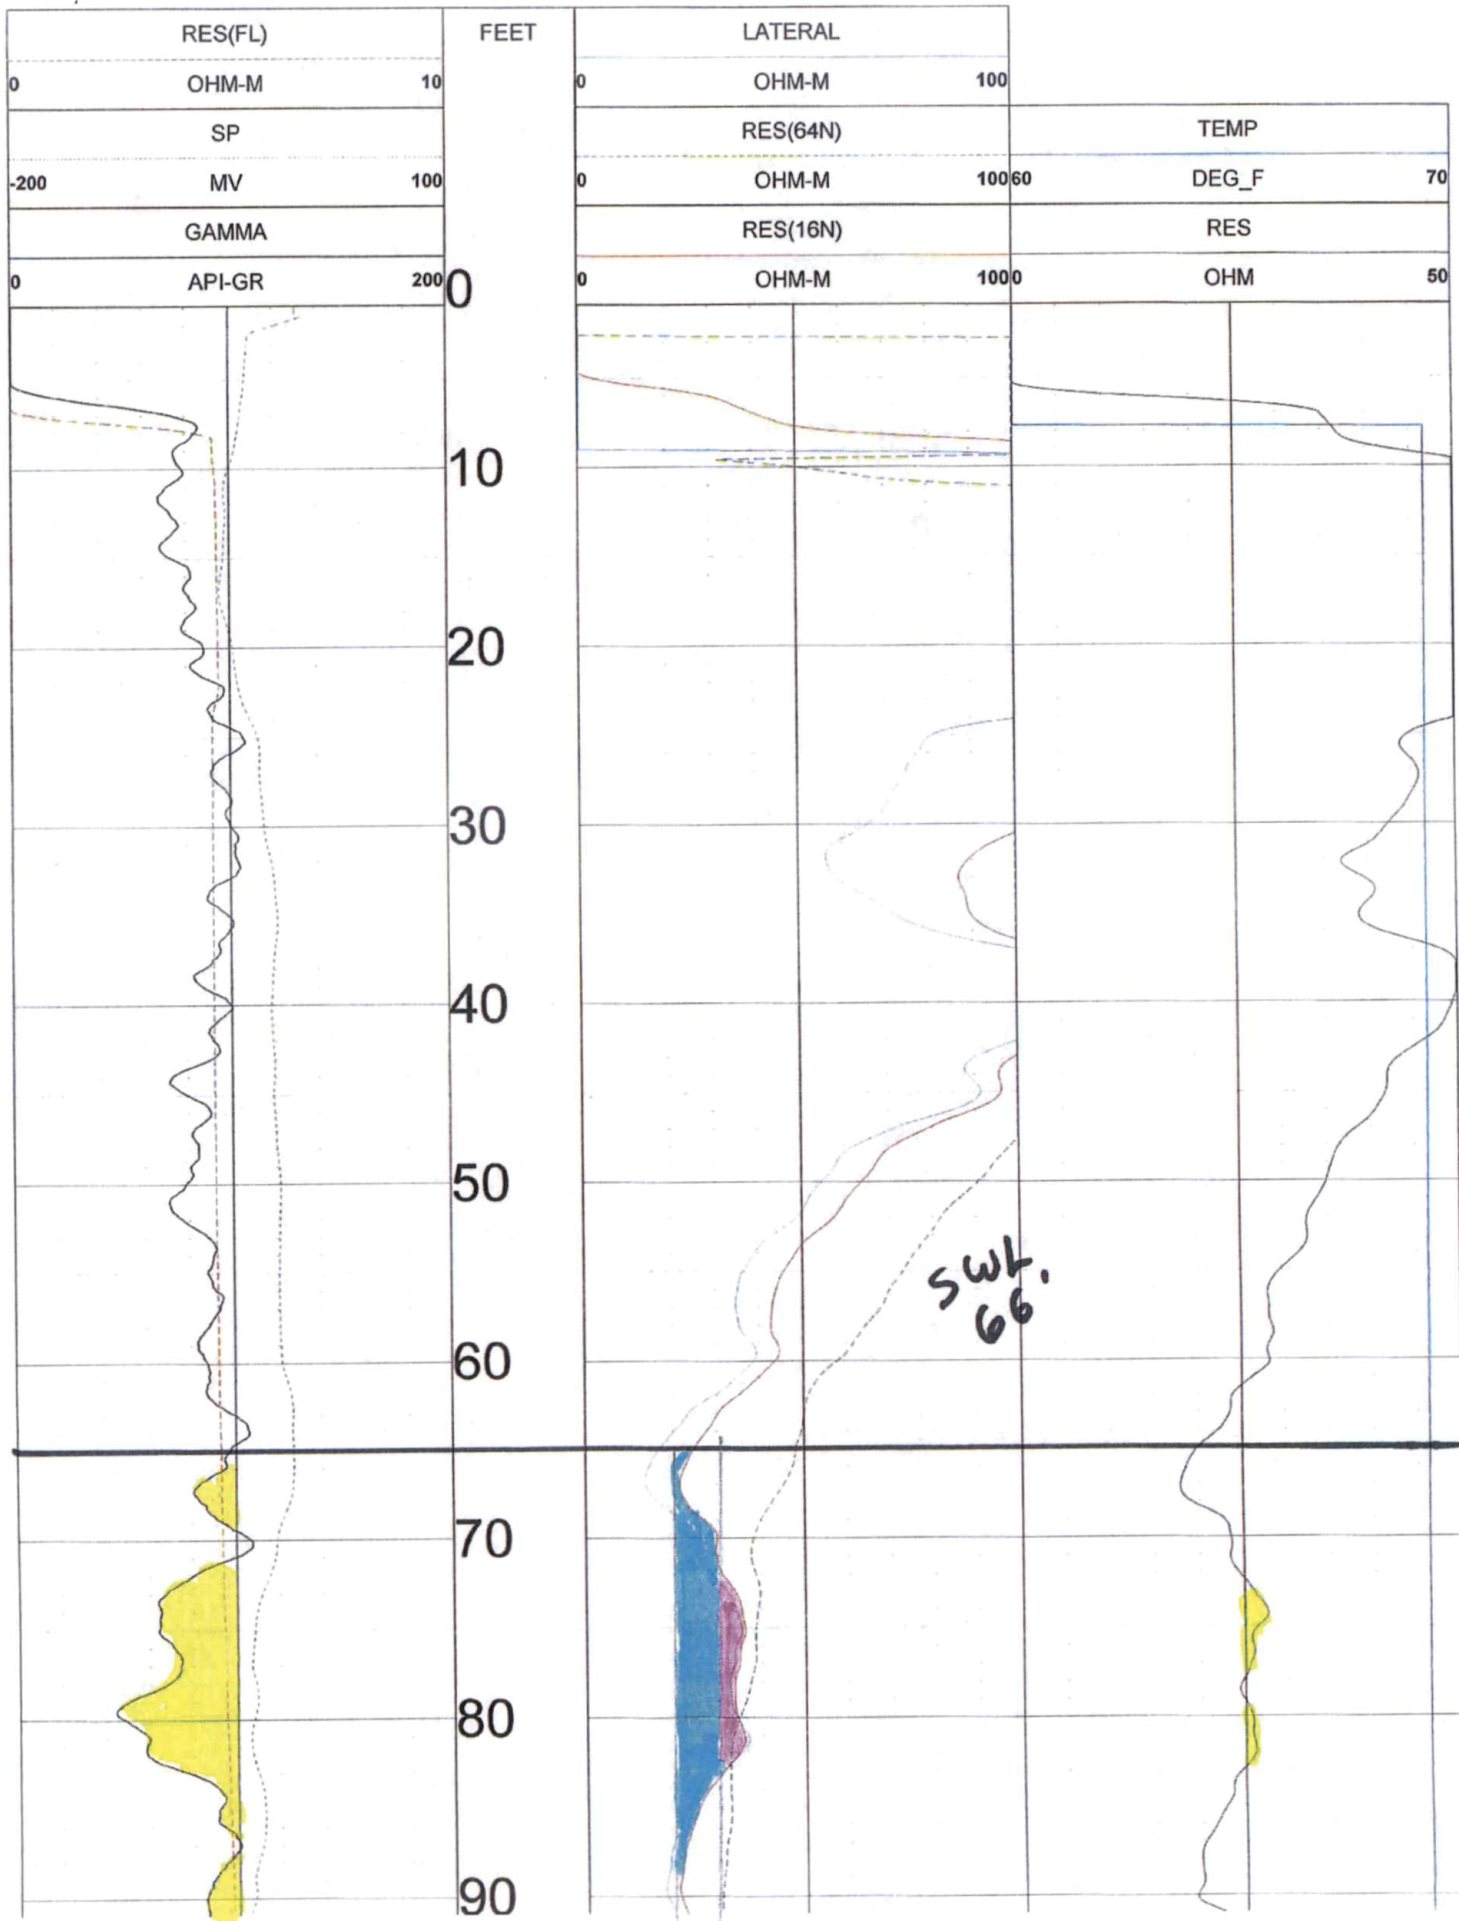 RES(FL) FEET LATERAL
0 OHM-M 10 0 OHM-M 100
SP RES(64N) TEMP
-200 MV 100 0 OHM-M 100 60 DEG_F 70
GAMMA RES(16N) RES
0 API-GR 200 0 0 OHM-M 100 0 OHM 50
10
20
30
40
50
SWL.
66
60
70
80
90